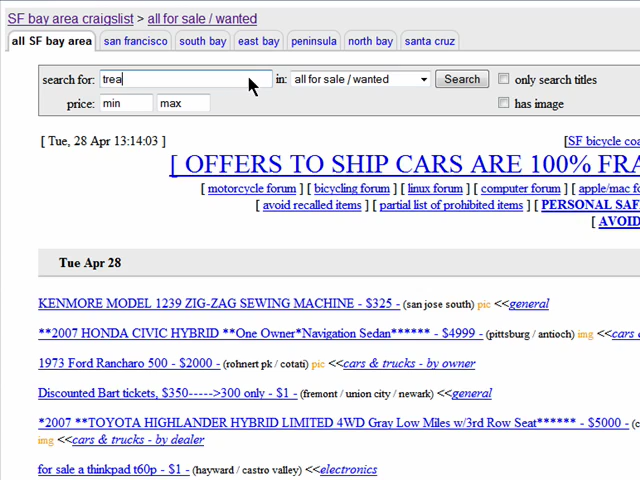 SF bay area craigslist > all for sale / wanted
all SF bay area san francisco south bay east bay peninsula north bay santa cruz
search for: trea in: all for sale / wanted Search only search titles
price: min max has image
[ Tue, 28 Apr 13:14:03 ] [SF bicycle
[ OFFERS TO SHIP CARS ARE 100%
[ motorcycle forum ] [ bicycling forum ] [ linux forum ] [ computer forum ] [ apple/mac
[ avoid recalled items ] [ partial list of prohibited items ] [ PERSONAL
[ AVOID
Tue Apr 28
KENMORE MODEL 1239 ZIG-ZAG SEWING MACHINE - $325 - (san jose south) pic <<general
**2007 HONDA CIVIC HYBRID **One Owner*Navigation Sedan****** - $4999 - (pittsburg / antioch) img <<cars
1973 Ford Rancharo 500 - $2000 - (rohnert pk / cotati) pic <<cars & trucks - by owner
Discounted Bart tickets, $350----->300 only - $1 - (fremont / union city / newark) <<general
*2007 **TOYOTA HIGHLANDER HYBRID LIMITED 4WD Gray Low Miles w/3rd Row Seat****** - $5000 -
img <<cars & trucks - by dealer
for sale a thinkpad t60p - $1 - (hayward / castro valley) <<electronics